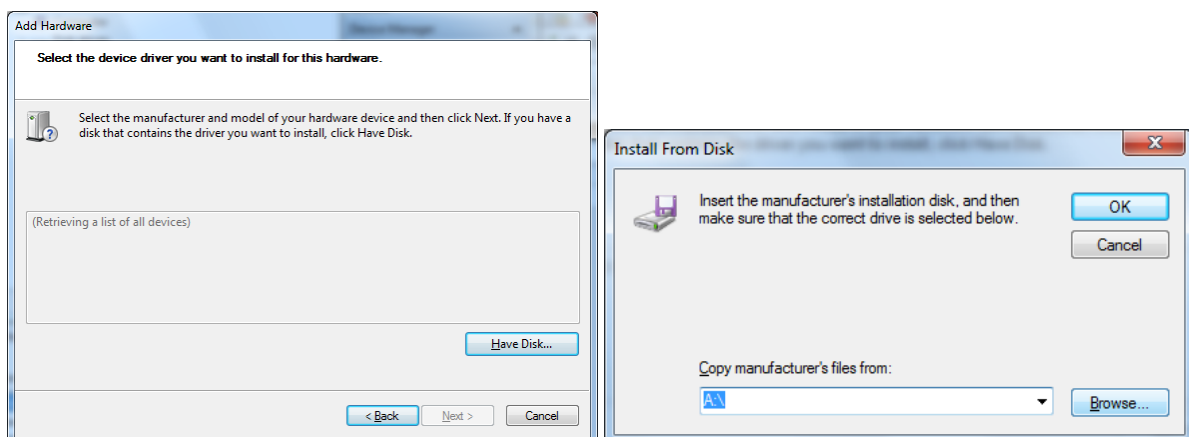 Add Hardware
Select the device driver you want to install for this hardware.
Select the manufacturer and model of your hardware device and then click Next. If you have a
disk that contains the driver you want to install, click Have Disk.
(Retrieving a list of all devices)
Have Disk...
< Back
Next >
Cancel
Install From Disk
Insert the manufacturer's installation disk, and then
make sure that the correct drive is selected below.
OK
Cancel
Copy manufacturer's files from:
A:\
Browse...